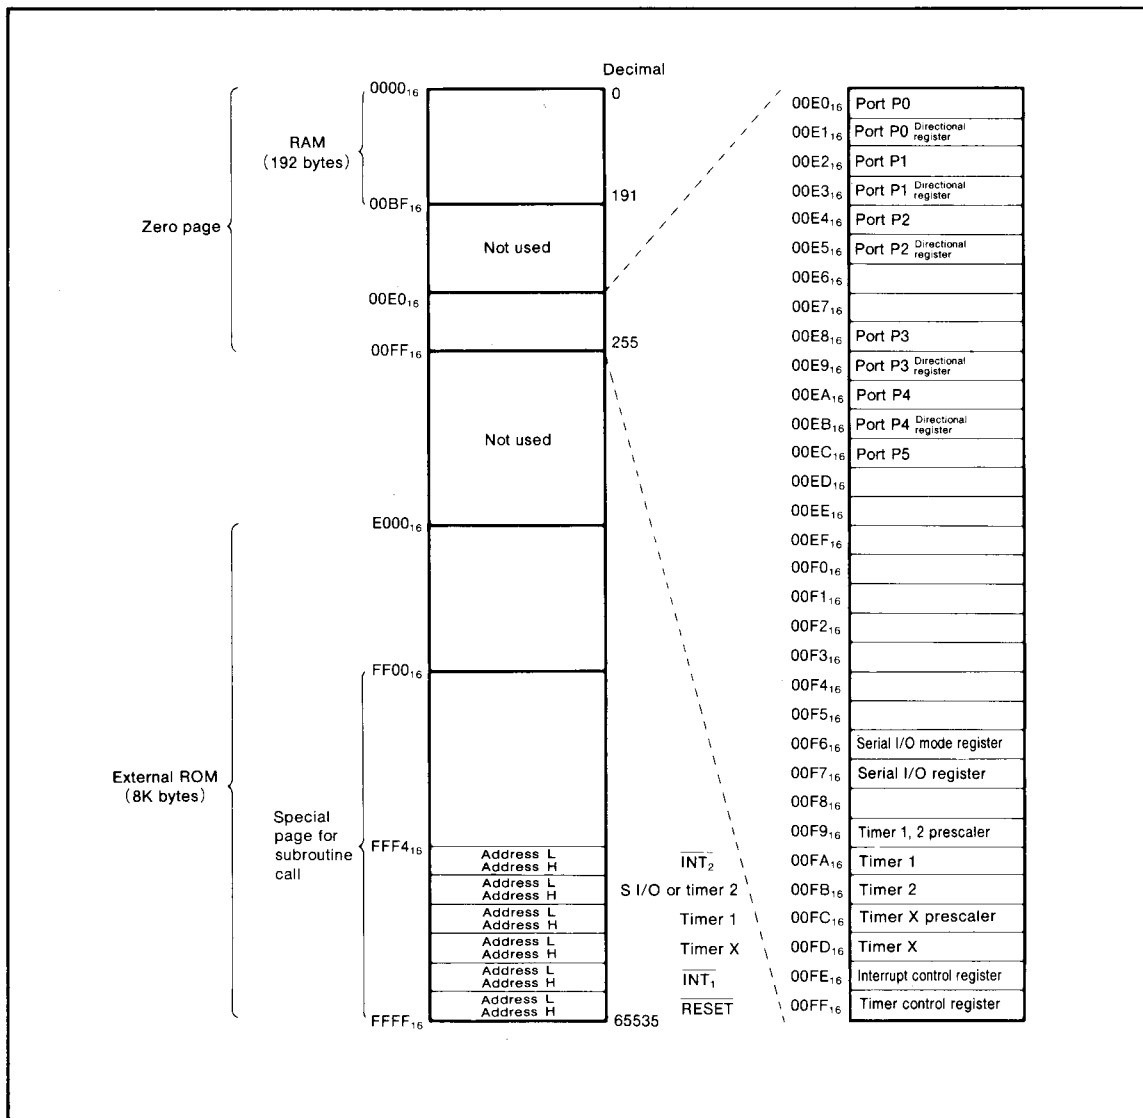 Decimal
0000₁₆
0
RAM
(192 bytes)
191
00BF₁₆
Zero page
Not used
00E0₁₆
255
00FF₁₆
Not used
E000₁₆
FF00₁₆
External ROM
(8K bytes)
Special
page for
subroutine
call
FFF4₁₆
Address L
Address H
INT₂
Address L
Address H
S I/O or timer 2
Address L
Address H
Timer 1
Address L
Address H
Timer X
Address L
Address H
INT₁
Address L
Address H
RESET
FFFF₁₆
65535
00E0₁₆ Port P0
00E1₁₆ Port P0 Directional register
00E2₁₆ Port P1
00E3₁₆ Port P1 Directional register
00E4₁₆ Port P2
00E5₁₆ Port P2 Directional register
00E6₁₆
00E7₁₆
00E8₁₆ Port P3
00E9₁₆ Port P3 Directional register
00EA₁₆ Port P4
00EB₁₆ Port P4 Directional register
00EC₁₆ Port P5
00ED₁₆
00EE₁₆
00EF₁₆
00F0₁₆
00F1₁₆
00F2₁₆
00F3₁₆
00F4₁₆
00F5₁₆
00F6₁₆ Serial I/O mode register
00F7₁₆ Serial I/O register
00F8₁₆
00F9₁₆ Timer 1, 2 prescaler
00FA₁₆ Timer 1
00FB₁₆ Timer 2
00FC₁₆ Timer X prescaler
00FD₁₆ Timer X
00FE₁₆ Interrupt control register
00FF₁₆ Timer control register